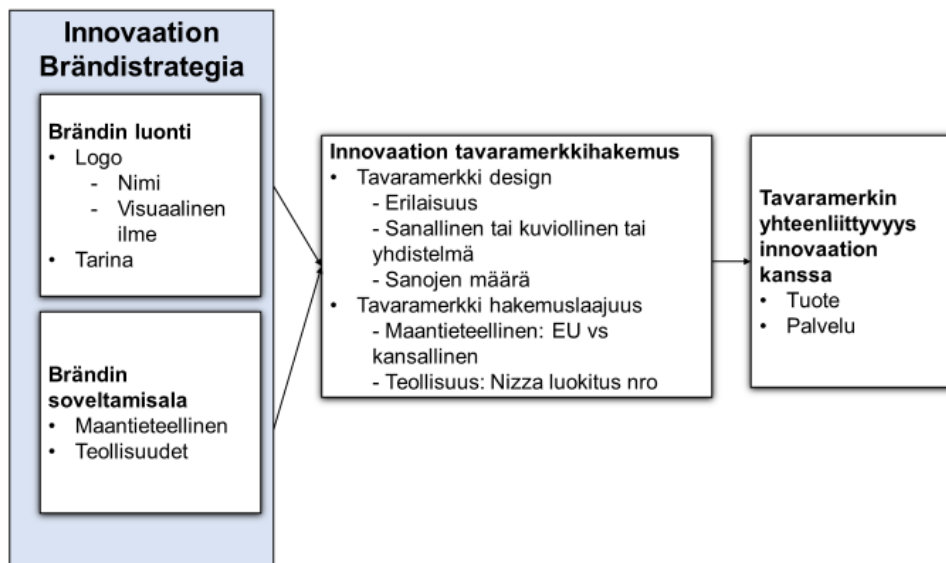 Innovaation
Brändistrategia
Brändin luonti
• Logo
- Nimi
- Visuaalinen
ilme
• Tarina
Brändin
soveltamisala
• Maantieteellinen
• Teollisuudet
Innovaation tavaramerkkihakemus
• Tavaramerkki design
- Erilaisuus
- Sanallinen tai kuviollinen tai
yhdistelmä
- Sanojen määrä
• Tavaramerkki hakemuslaajuus
- Maantieteellinen: EU vs
kansallinen
- Teollisuus: Nizza luokitus nro
Tavaramerkin
yhteenliittyvyys
innovaation
kanssa
• Tuote
• Palvelu